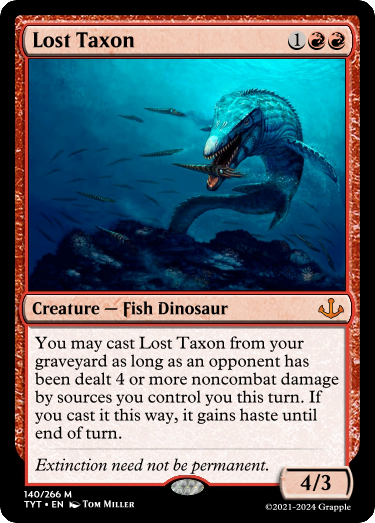 Lost Taxon 1
Creature — Fish Dinosaur
You may cast Lost Taxon from your
graveyard as long as an opponent has
been dealt 4 or more noncombat damage
by sources you control you this turn. If
you cast it this way, it gains haste until
end of turn.
Extinction need not be permanent.
4/3
140/266 M
TYT • EN Tom Miller
©2021-2024 Grapple